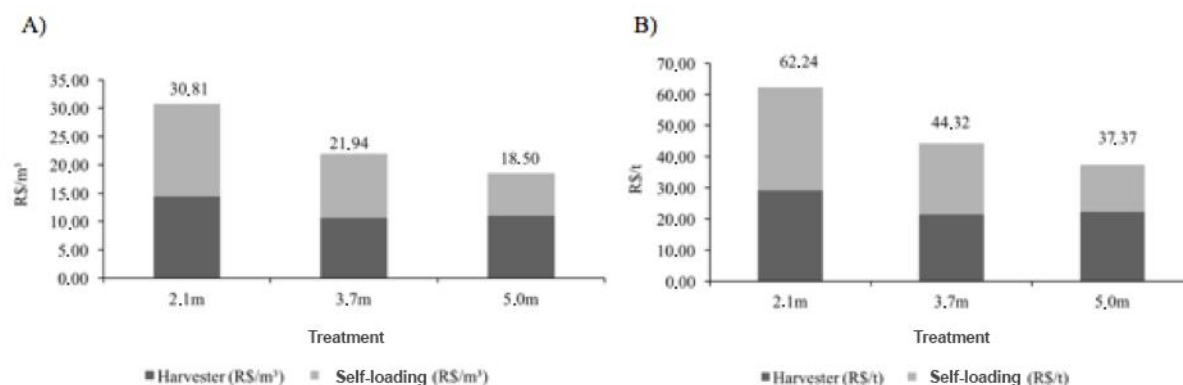 A)
35.00
30.00
25.00
20.00
15.00
10.00
5.00
0.00
R$/m³
30.81
21.94
18.50
2.1m 3.7m 5.0m
Treatment
Harvester (R$/m³) Self-loading (R$/m³)
B)
70.00
60.00
50.00
40.00
30.00
20.00
10.00
0.00
R$/t
62.24
44.32
37.37
2.1m 3.7m 5.0m
Treatment
Harvester (R$/t) Self-loading (R$/t)